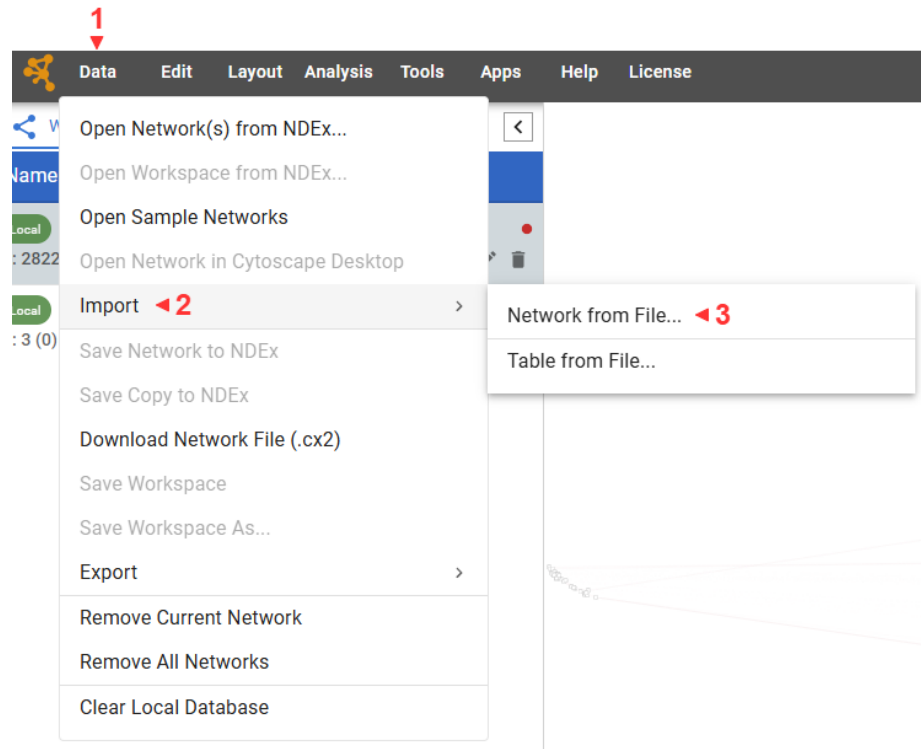 1
Data Edit Layout Analysis Tools Apps Help License
Open Network(s) from NDEx...
Name
Open Workspace from NDEx...
Local
Open Sample Networks
: 2822
Open Network in Cytoscape Desktop
Local
Import 2
Network from File... 3
: 3 (0)
Save Network to NDEx
Table from File...
Save Copy to NDEx
Download Network File (.cx2)
Save Workspace
Save Workspace As...
Export
Remove Current Network
Remove All Networks
Clear Local Database